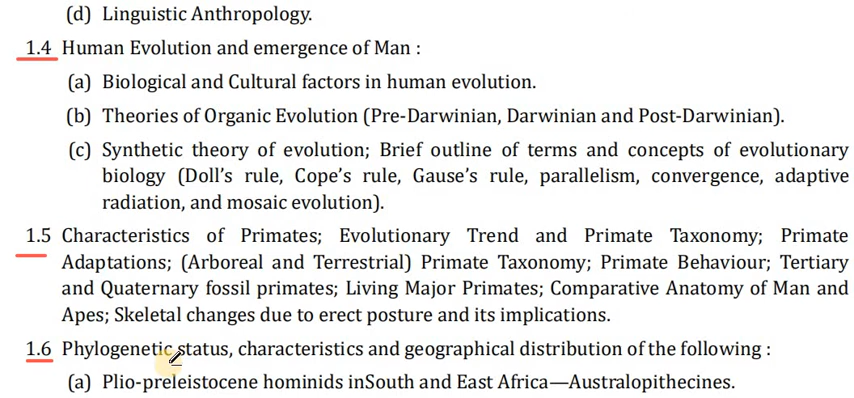 (d) Linguistic Anthropology.
1.4 Human Evolution and emergence of Man :
(a) Biological and Cultural factors in human evolution.
(b) Theories of Organic Evolution (Pre-Darwinian, Darwinian and Post-Darwinian).
(c) Synthetic theory of evolution; Brief outline of terms and concepts of evolutionary
biology (Doll's rule, Cope's rule, Gause's rule, parallelism, convergence, adaptive
radiation, and mosaic evolution).
1.5 Characteristics of Primates; Evolutionary Trend and Primate Taxonomy; Primate
Adaptations; (Arboreal and Terrestrial) Primate Taxonomy; Primate Behaviour; Tertiary
and Quaternary fossil primates; Living Major Primates; Comparative Anatomy of Man and
Apes; Skeletal changes due to erect posture and its implications.
1.6 Phylogenetic status, characteristics and geographical distribution of the following :
(a) Plio-preleistocene hominids inSouth and East Africa—Australopithecines.